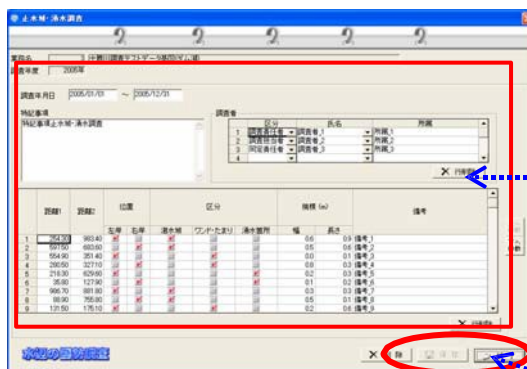 止水域・湧水調査
業務名 3
調査年度 2005年
調査年月日 2005/01/01 ～ 2005/12/31
特記事項
特記事項止水域・湧水調査
調査者
区分 氏名 所属
1 調査責任者 調査者_1 所属_1
2 調査担当者 調査者_2 所属_2
3 同定責任者 調査者_3 所属_3
4
行削除
距離1 距離2 位置 区分 規模 (m) 備考
左岸 右岸 湛水域 ワンド・たまり 湧水箇所 幅 長さ
1 254.30 983.40 0.6 0.9 備考_1
2 597.50 683.60 0.5 0.6 備考_2
3 554.90 351.40 0.0 0.1 備考_3
4 280.50 327.10 0.8 0.3 備考_4
5 218.30 629.60 0.2 0.3 備考_5
6 35.80 127.90 0.1 0.2 備考_6
7 986.70 881.80 0.3 0.3 備考_7
8 88.90 755.80 0.5 0.1 備考_8
9 131.50 175.10 0.2 0.6 備考_9
行削除
水辺の国勢調査